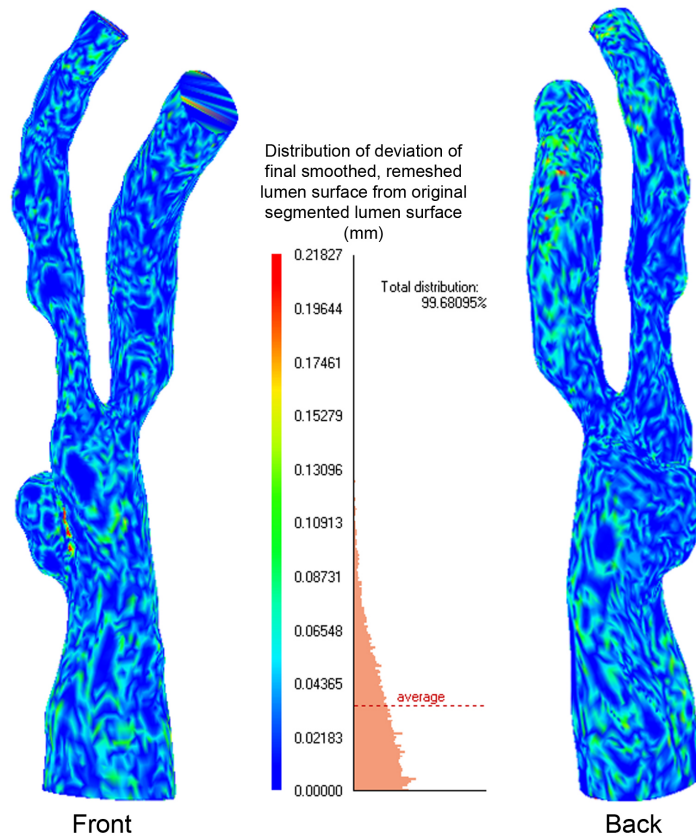 Distribution of deviation of
final smoothed, remeshed
lumen surface from original
segmented lumen surface
(mm)
0.21827
Total distribution:
99.68095%
0.19644
0.17461
0.15279
0.13096
0.10913
0.08731
0.06548
0.04365
average
0.02183
0.00000
Front
Back